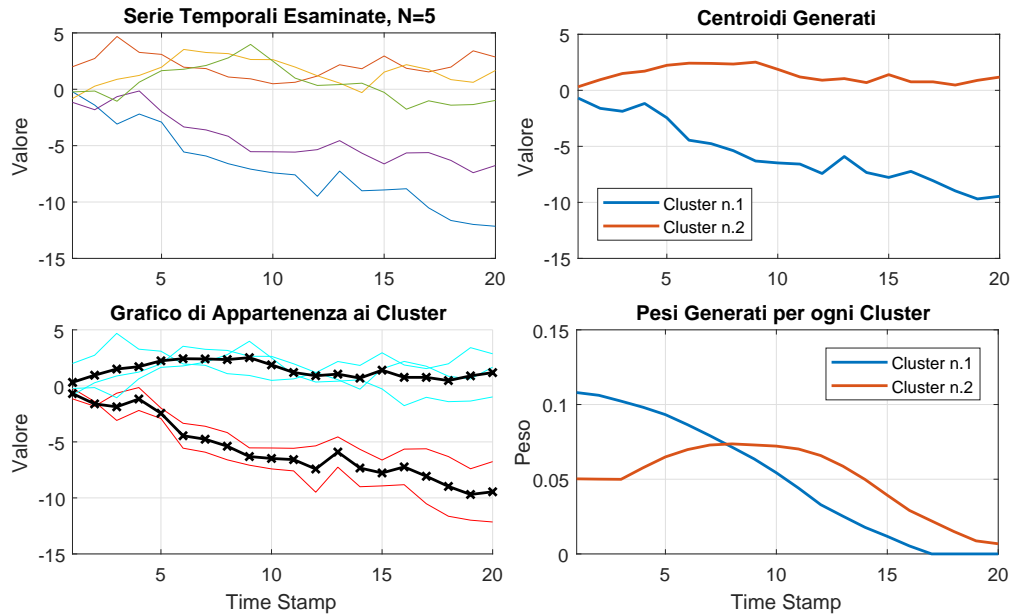 Serie Temporali Esaminate, N=5
Valore
5
0
-5
-10
-15
5
10
15
20
Centroidi Generati
Valore
5
0
-5
-10
-15
Cluster n.1
Cluster n.2
5
10
15
20
Grafico di Appartenenza ai Cluster
Valore
5
0
-5
-10
-15
5
10
15
20
Time Stamp
Pesi Generati per ogni Cluster
Peso
0.15
0.1
0.05
0
Cluster n.1
Cluster n.2
5
10
15
20
Time Stamp